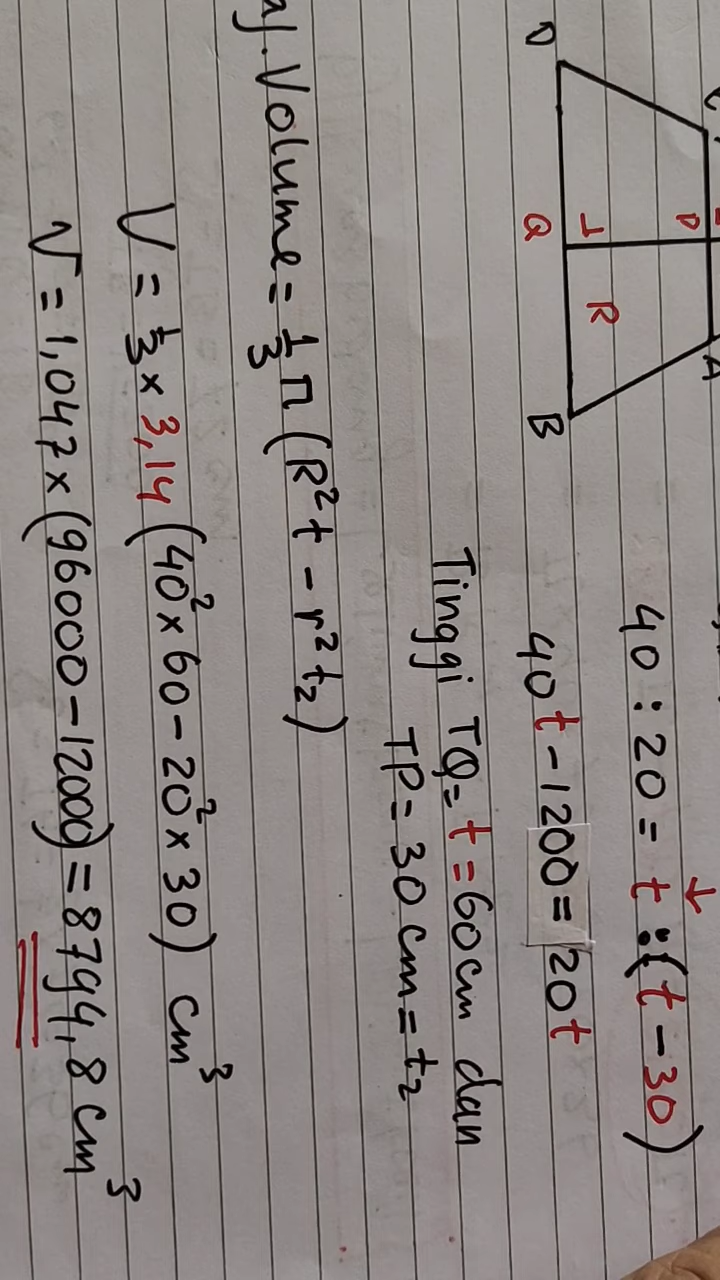 A
P
D
Q
R
B
40 : 20 = t : (t - 30)
40t - 1200 = 20t
Tinggi TQ = t = 60 cm dan
TP = 30 cm = t₂
a). Volume = 1/3 π (R²t - r²t₂)
V = 1/3 × 3,14 (40² × 60 - 20² × 30) cm³
V = 1,047 × (96000 - 12000) = 8794,8 cm³